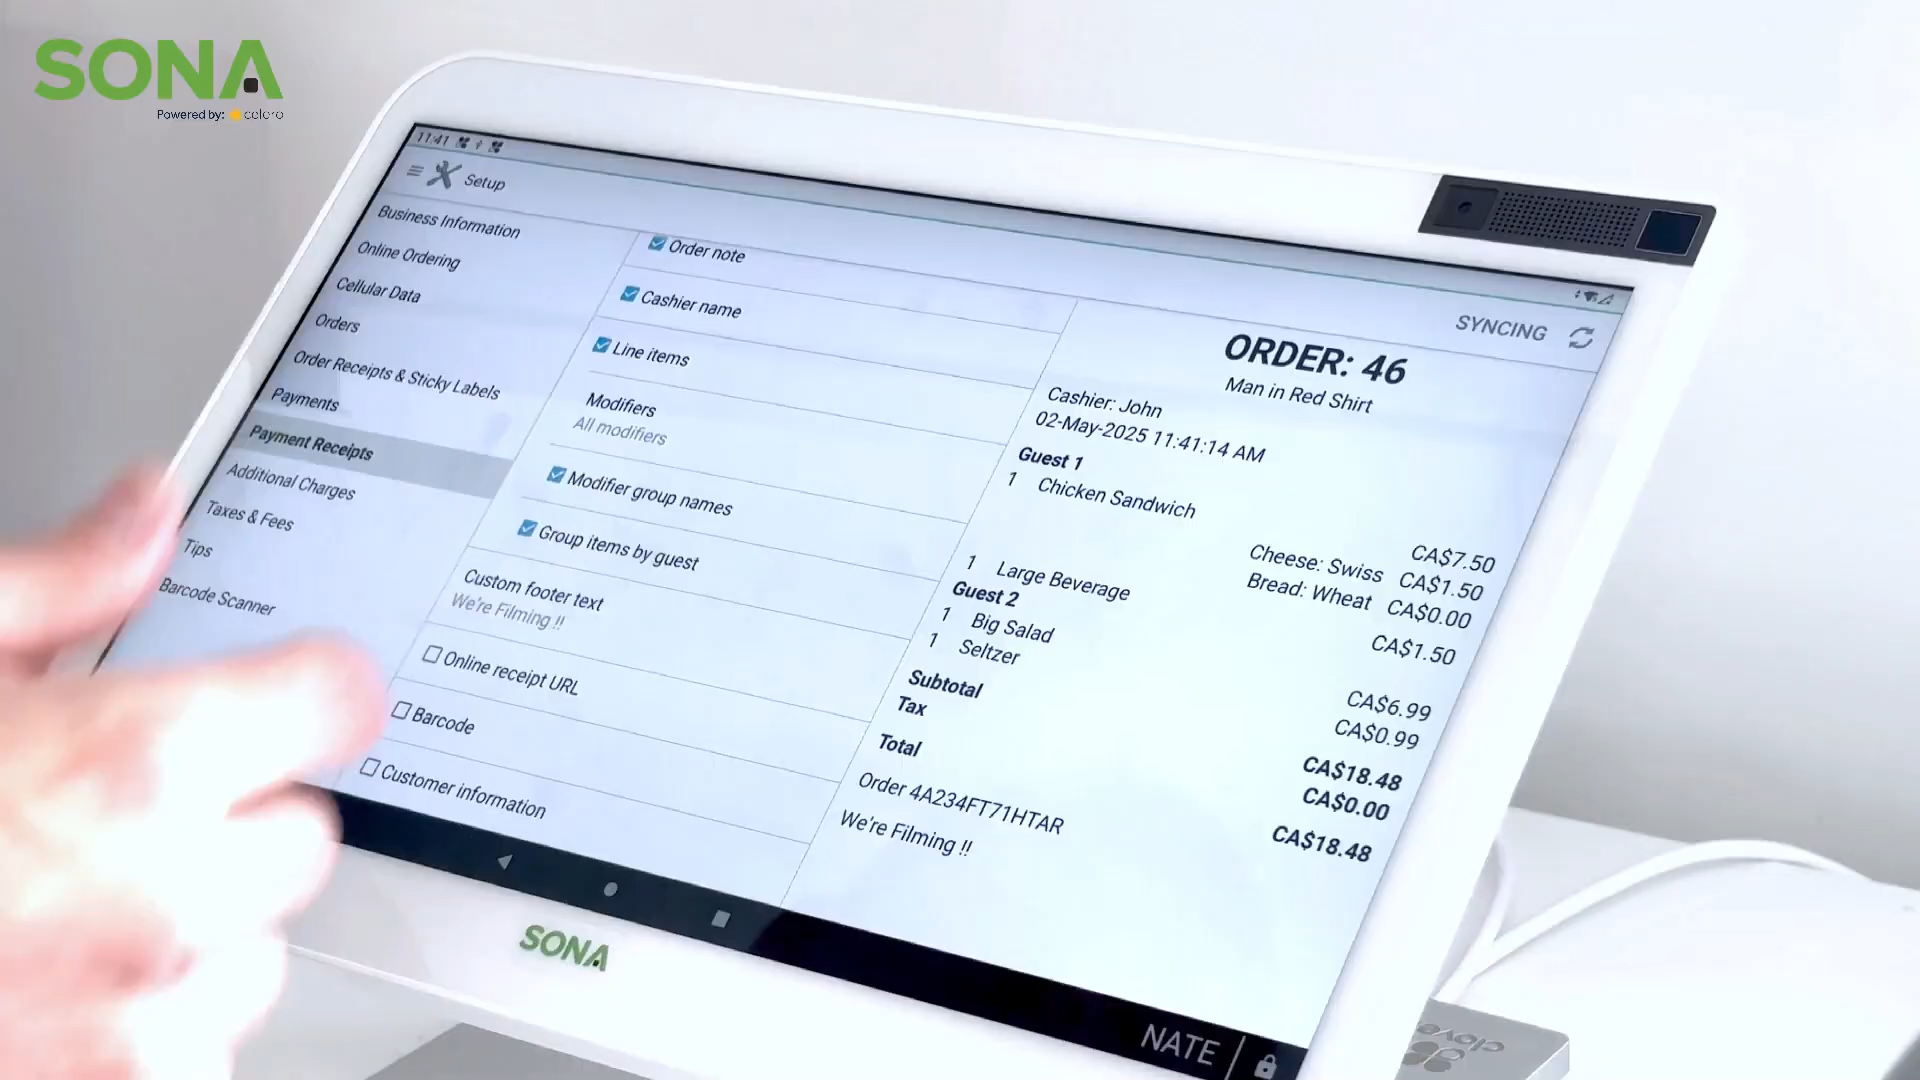 SONA
Powered by: celero
11:41
Setup
SYNCING
Business Information
Online Ordering
Cellular Data
Orders
Order Receipts & Sticky Labels
Payments
Payment Receipts
Additional Charges
Taxes & Fees
Tips
Barcode Scanner
Order note
Cashier name
Line items
Modifiers
All modifiers
Modifier group names
Group items by guest
Custom footer text
We're Filming !!
Online receipt URL
Barcode
Customer information
ORDER: 46
Man in Red Shirt
Cashier: John
02-May-2025 11:41:14 AM
Guest 1
1 Chicken Sandwich
CA$7.50
Cheese: Swiss CA$1.50
Bread: Wheat CA$0.00
1 Large Beverage CA$1.50
Guest 2
1 Big Salad CA$6.99
1 Seltzer CA$0.99
Subtotal CA$18.48
Tax CA$0.00
Total CA$18.48
Order 4A234FT71HTAR
We're Filming !!
SONA
NATE
clover